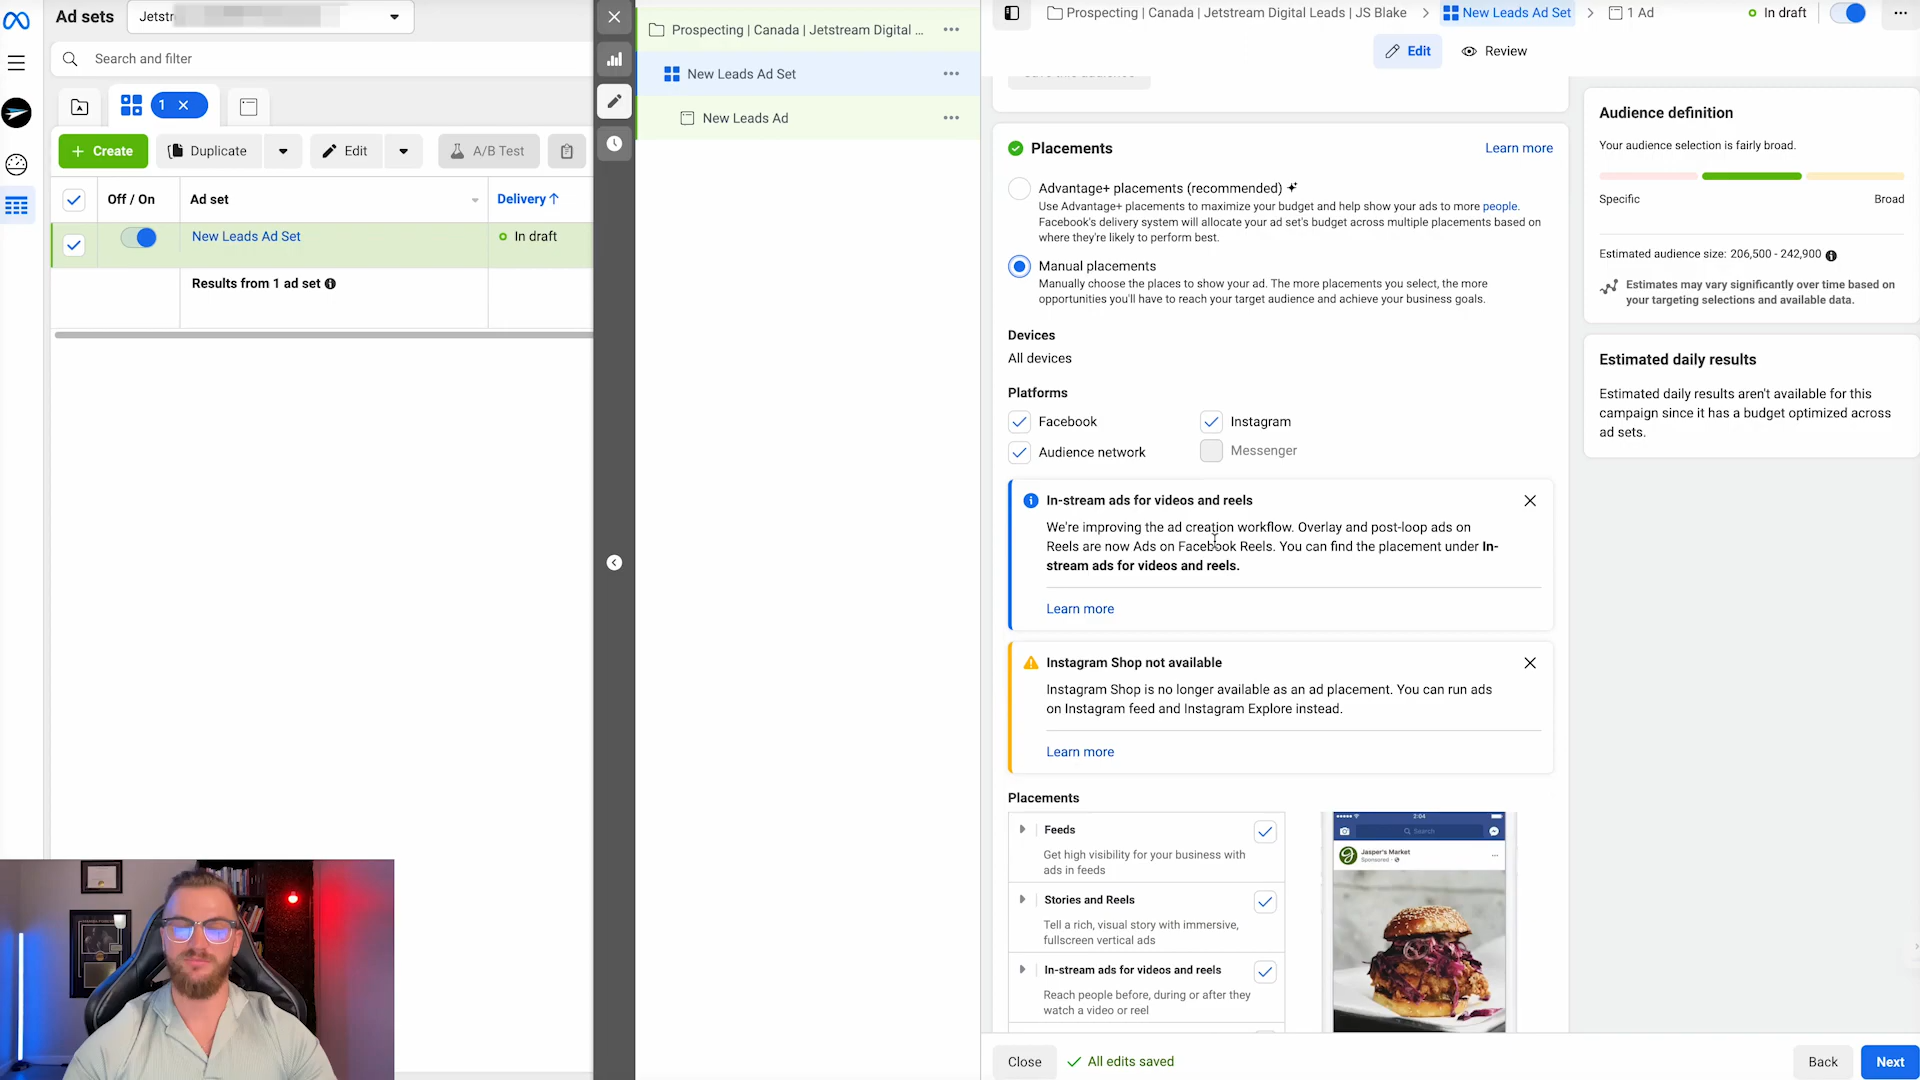 Ad sets
Jetstr
Search and filter
1
Create
Duplicate
Edit
A/B Test
Off / On
Ad set
Delivery↑
New Leads Ad Set
In draft
Results from 1 ad set
Prospecting | Canada | Jetstream Digital ...
New Leads Ad Set
New Leads Ad
Prospecting | Canada | Jetstream Digital Leads | JS Blake
New Leads Ad Set
1 Ad
In draft
Edit
Review
Placements
Learn more
Advantage+ placements (recommended)
Use Advantage+ placements to maximize your budget and help show your ads to more people.
Facebook's delivery system will allocate your ad set's budget across multiple placements based on
where they're likely to perform best.
Manual placements
Manually choose the places to show your ad. The more placements you select, the more
opportunities you'll have to reach your target audience and achieve your business goals.
Devices
All devices
Platforms
Facebook
Instagram
Audience network
Messenger
In-stream ads for videos and reels
We're improving the ad creation workflow. Overlay and post-loop ads on
Reels are now Ads on Facebook Reels. You can find the placement under In-
stream ads for videos and reels.
Learn more
Instagram Shop not available
Instagram Shop is no longer available as an ad placement. You can run ads
on Instagram feed and Instagram Explore instead.
Learn more
Placements
Feeds
Get high visibility for your business with
ads in feeds
Stories and Reels
Tell a rich, visual story with immersive,
fullscreen vertical ads
In-stream ads for videos and reels
Reach people before, during or after they
watch a video or reel
2:04
Search
Jasper's Market
Sponsored
Close
All edits saved
Back
Next
Audience definition
Your audience selection is fairly broad.
Specific
Broad
Estimated audience size: 206,500 - 242,900
Estimates may vary significantly over time based on
your targeting selections and available data.
Estimated daily results
Estimated daily results aren't available for this
campaign since it has a budget optimized across
ad sets.